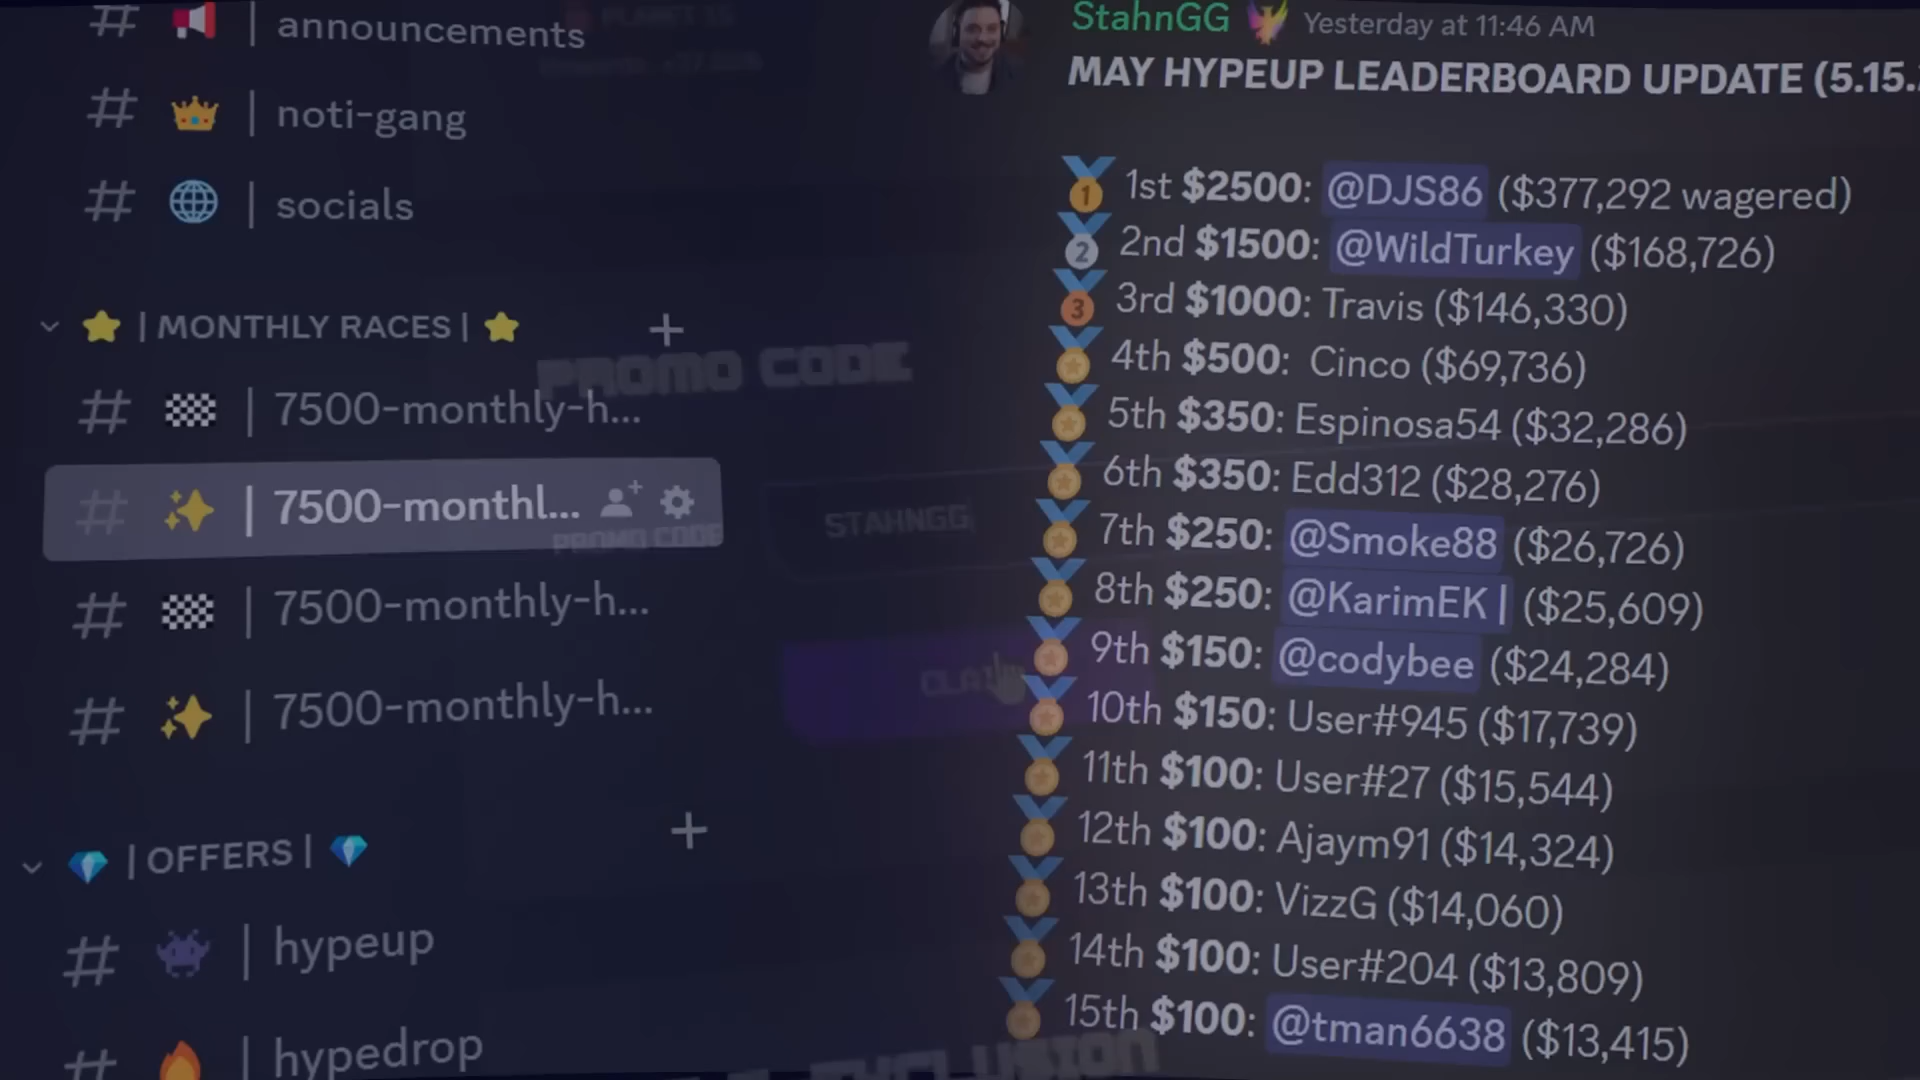 # | announcements
# | noti-gang
# | socials
| MONTHLY RACES |
# | 7500-monthly-h...
# | 7500-monthl...
# | 7500-monthly-h...
# | 7500-monthly-h...
| OFFERS |
# | hypeup
# | hypedrop
PROMO CODE
PROMO CODE
STAHNGG
StahnGG Yesterday at 11:46 AM
MAY HYPEUP LEADERBOARD UPDATE (5.15.
1st $2500: @DJS86 ($377,292 wagered)
2nd $1500: @WildTurkey ($168,726)
3rd $1000: Travis ($146,330)
4th $500: Cinco ($69,736)
5th $350: Espinosa54 ($32,286)
6th $350: Edd312 ($28,276)
7th $250: @Smoke88 ($26,726)
8th $250: @KarimEK | ($25,609)
9th $150: @codybee ($24,284)
10th $150: User#945 ($17,739)
11th $100: User#27 ($15,544)
12th $100: Ajaym91 ($14,324)
13th $100: VizzG ($14,060)
14th $100: User#204 ($13,809)
15th $100: @tman6638 ($13,415)